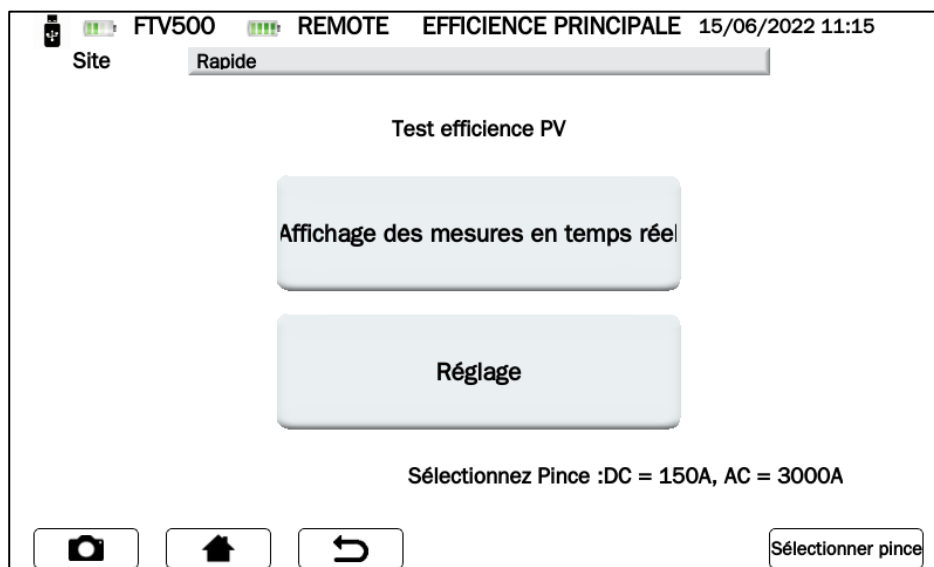 FTV500 REMOTE EFFICIENCE PRINCIPALE 15/06/2022 11:15
Site Rapide
Test efficience PV
Affichage des mesures en temps réel
Réglage
Sélectionnez Pince :DC = 150A, AC = 3000A
Sélectionner pince